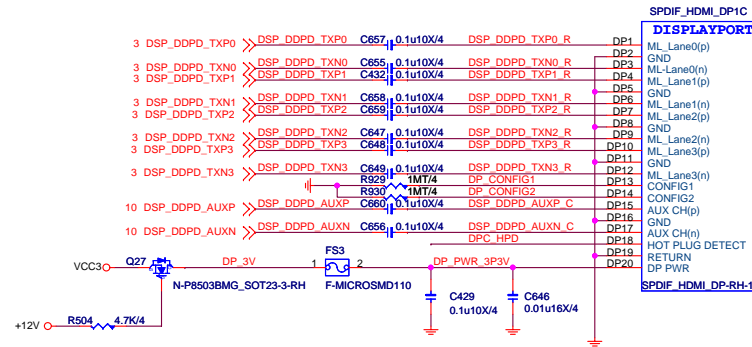 SPDIF_HDMI_DP1C
DISPLAYPORT
3 DSP_DDPD_TXP0 DSP_DDPD_TXP0 C657 0.1u10X/4 DSP_DDPD_TXP0_R DP1 ML_Lane0(p)
DP2 GND
3 DSP_DDPD_TXN0 DSP_DDPD_TXN0 C655 0.1u10X/4 DSP_DDPD_TXN0_R DP3 ML-Lane0(n)
3 DSP_DDPD_TXP1 DSP_DDPD_TXP1 C432 0.1u10X/4 DSP_DDPD_TXP1_R DP4 ML_Lane1(p)
DP5 GND
3 DSP_DDPD_TXN1 DSP_DDPD_TXN1 C658 0.1u10X/4 DSP_DDPD_TXN1_R DP6 ML_Lane1(n)
3 DSP_DDPD_TXP2 DSP_DDPD_TXP2 C659 0.1u10X/4 DSP_DDPD_TXP2_R DP7 ML_Lane2(p)
DP8 GND
3 DSP_DDPD_TXN2 DSP_DDPD_TXN2 C647 0.1u10X/4 DSP_DDPD_TXN2_R DP9 ML_Lane2(n)
3 DSP_DDPD_TXP3 DSP_DDPD_TXP3 C648 0.1u10X/4 DSP_DDPD_TXP3_R DP10 ML_Lane3(p)
DP11 GND
3 DSP_DDPD_TXN3 DSP_DDPD_TXN3 C649 0.1u10X/4 DSP_DDPD_TXN3_R DP12 ML_Lane3(n)
R929 1MT/4 DP_CONFIG1 DP13 CONFIG1
R930 1MT/4 DP_CONFIG2 DP14 CONFIG2
10 DSP_DDPD_AUXP DSP_DDPD_AUXP C660 0.1u10X/4 DSP_DDPD_AUXP_C DP15 AUX CH(p)
DP16 GND
10 DSP_DDPD_AUXN DSP_DDPD_AUXN C656 0.1u10X/4 DSP_DDPD_AUXN_C DP17 AUX CH(n)
DPC_HPD DP18 HOT PLUG DETECT
DP19 RETURN
VCC3 Q27 DP_3V 1 FS3 2 DP_PWR_3P3V DP20 DP PWR
N-P8503BMG_SOT23-3-RH F-MICROSMD110 SPDIF_HDMI_DP-RH-1
C429 C646
0.1u10X/4 0.01u16X/4
+12V R504 4.7K/4